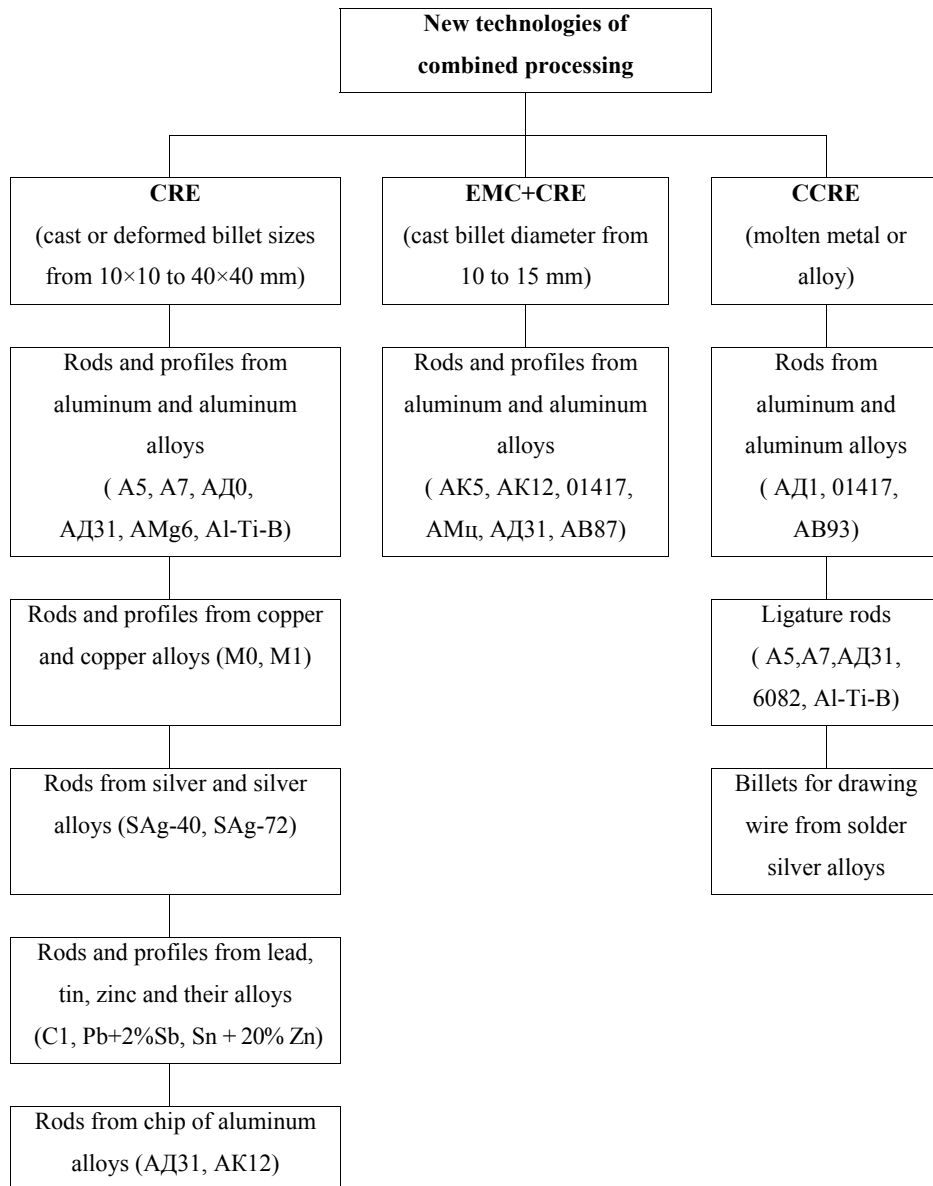 New technologies of
combined processing
CRE
(cast or deformed billet sizes
from 10×10 to 40×40 mm)
EMC+CRE
(cast billet diameter from
10 to 15 mm)
CCRE
(molten metal or
alloy)
Rods and profiles from
aluminum and aluminum
alloys
( А5, А7, АД0,
АД31, AMg6, Al-Ti-B)
Rods and profiles from
aluminum and aluminum
alloys
( АК5, АК12, 01417,
АМц, АД31, АВ87)
Rods from
aluminum and
aluminum alloys
( АД1, 01417,
АВ93)
Rods and profiles from copper
and copper alloys (M0, M1)
Ligature rods
( А5,А7,АД31,
6082, Al-Ti-B)
Rods from silver and silver
alloys (SAg-40, SAg-72)
Billets for drawing
wire from solder
silver alloys
Rods and profiles from lead,
tin, zinc and their alloys
(C1, Pb+2%Sb, Sn + 20% Zn)
Rods from chip of aluminum
alloys (АД31, АК12)